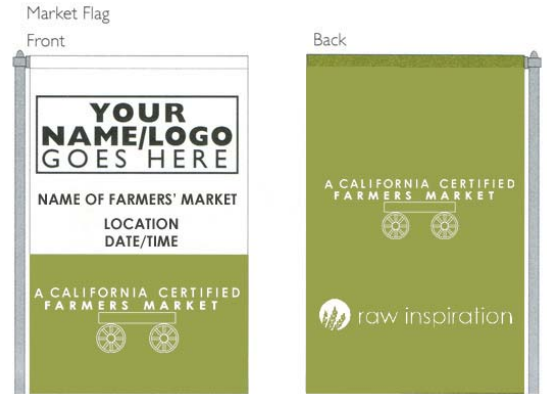 Market Flag
Front
YOUR
NAME/LOGO
GOES HERE
NAME OF FARMERS' MARKET
LOCATION
DATE/TIME
A CALIFORNIA CERTIFIED
FARMERS MARKET
Back
A CALIFORNIA CERTIFIED
FARMERS MARKET
raw inspiration